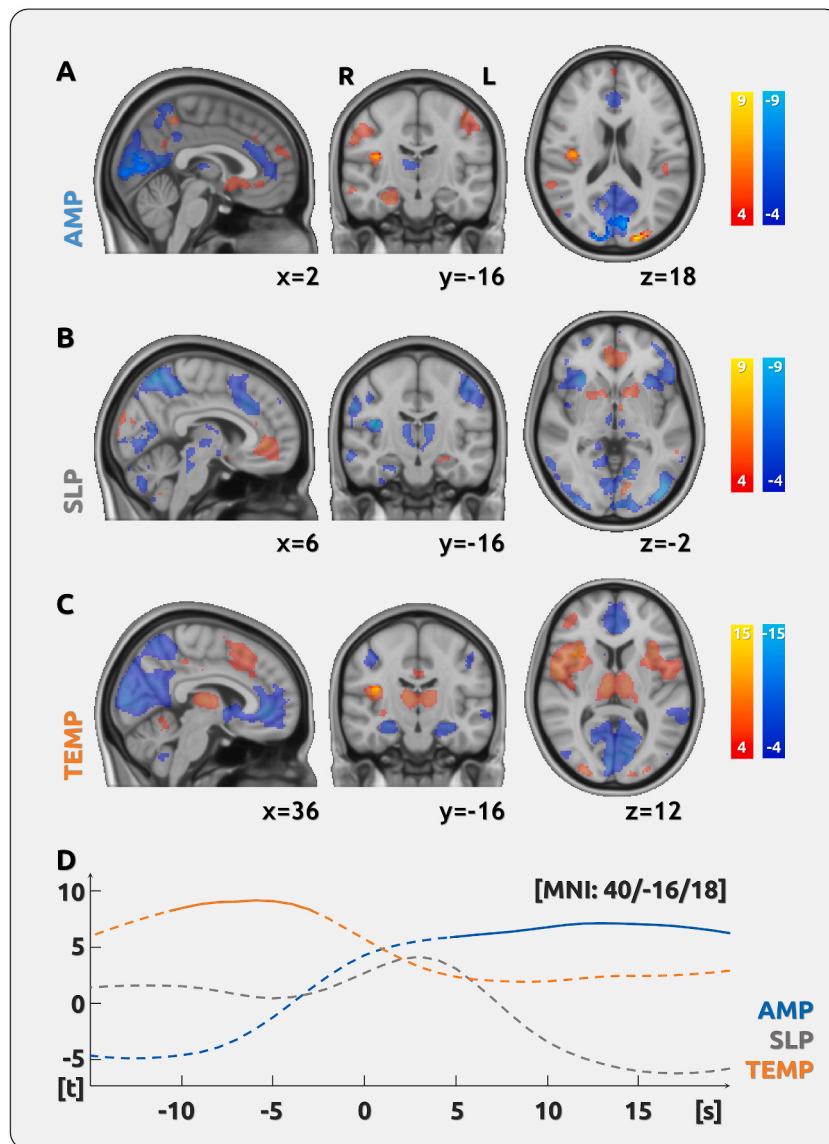 A
R L
9 -9
4 -4
AMP
x=2 y=-16 z=18
B
9 -9
4 -4
SLP
x=6 y=-16 z=-2
C
15 -15
4 -4
TEMP
x=36 y=-16 z=12
D
[MNI: 40/-16/18]
10
5
0
-5
[t]
-10 -5 0 5 10 15 [s]
AMP
SLP
TEMP